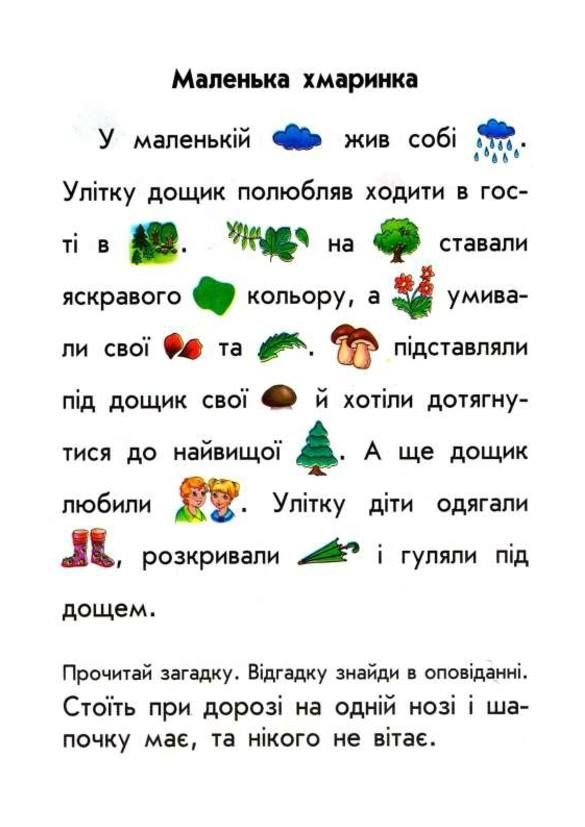 Маленька хмаринка
У маленькій жив собі .
Улітку дощик полюбляв ходити в гос-
ті в . на ставали
яскравого кольору, а умива-
ли свої та . підставляли
під дощик свої й хотіли дотягну-
тися до найвищої . А ще дощик
любили . Улітку діти одягали
, розкривали і гуляли під
дощем.
Прочитай загадку. Відгадку знайди в оповіданні.
Стоїть при дорозі на одній нозі і ша-
почку має, та нікого не вітає.